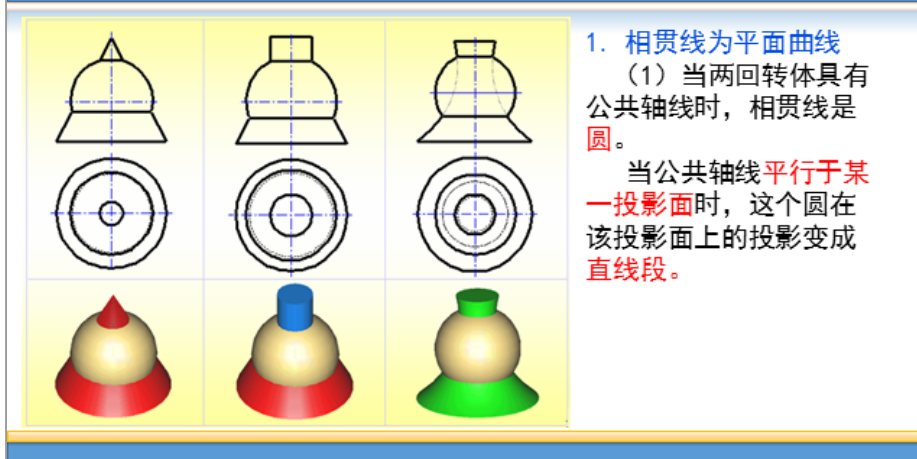 1. 相贯线为平面曲线
（1）当两回转体具有
公共轴线时，相贯线是
圆。
当公共轴线平行于某
一投影面时，这个圆在
该投影面上的投影变成
直线段。